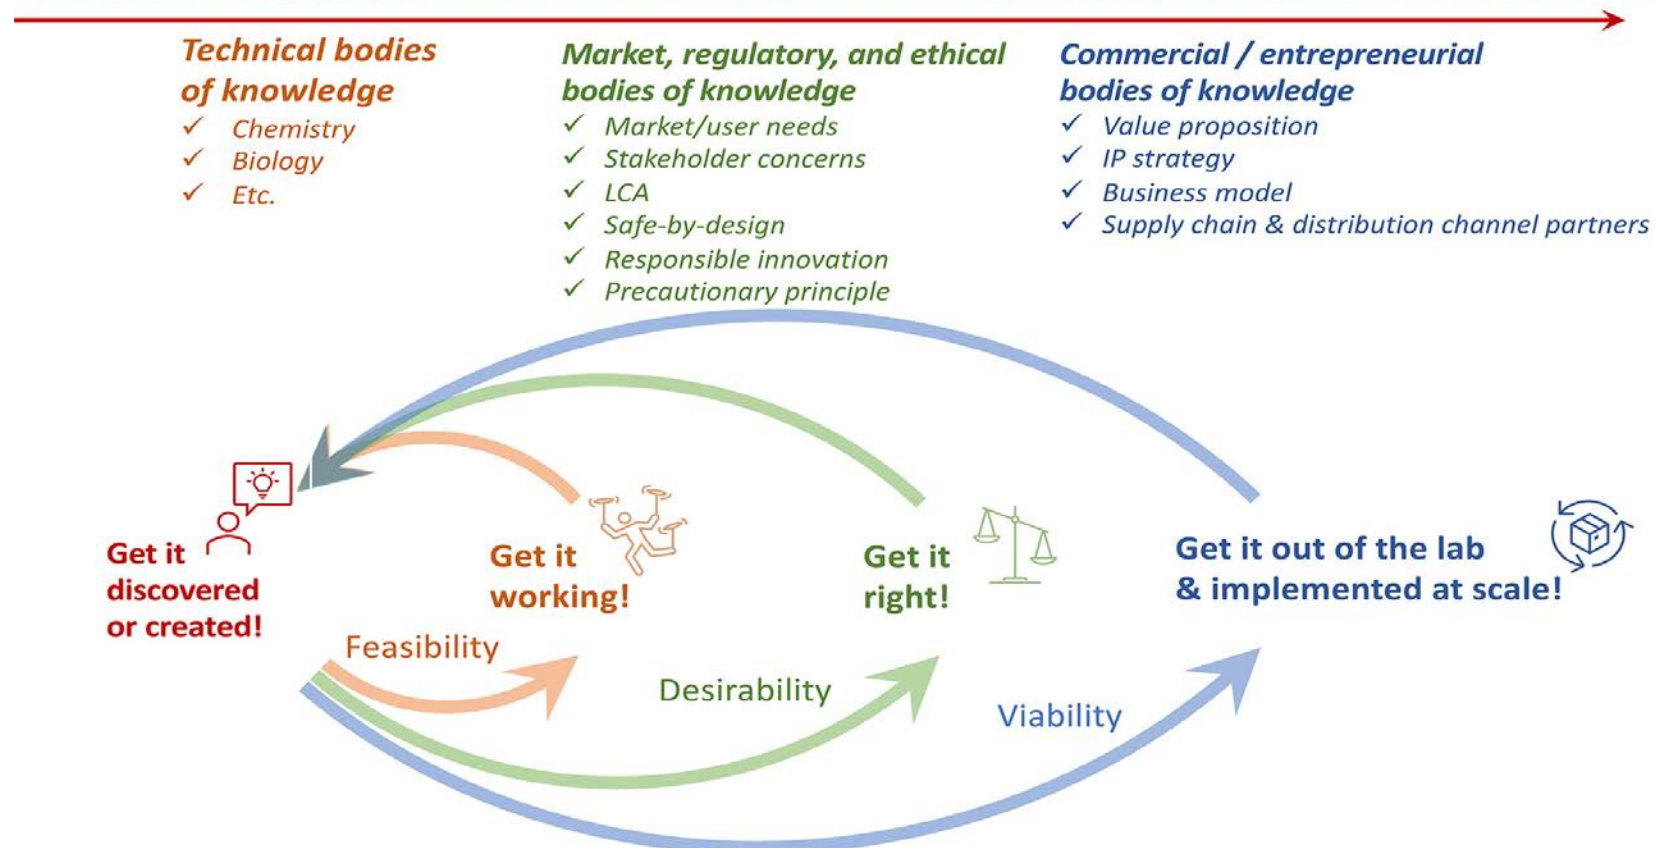 Technical bodies
of knowledge
✓ Chemistry
✓ Biology
✓ Etc.
Market, regulatory, and ethical
bodies of knowledge
✓ Market/user needs
✓ Stakeholder concerns
✓ LCA
✓ Safe-by-design
✓ Responsible innovation
✓ Precautionary principle
Commercial / entrepreneurial
bodies of knowledge
✓ Value proposition
✓ IP strategy
✓ Business model
✓ Supply chain & distribution channel partners
Get it
discovered
or created!
Get it
working!
Get it
right!
Get it out of the lab
& implemented at scale!
Feasibility
Desirability
Viability